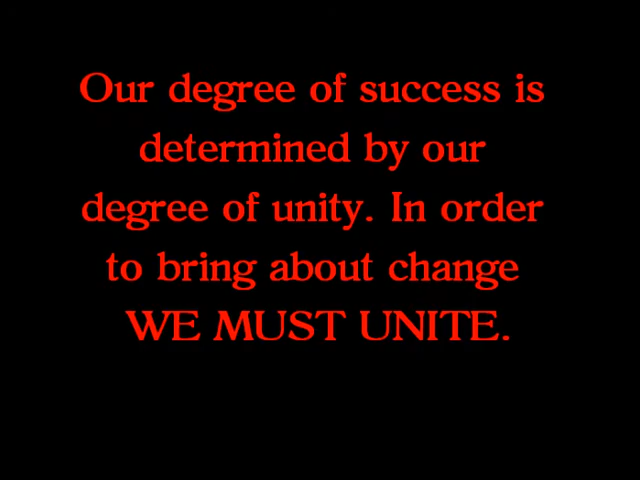 Our degree of success is
determined by our
degree of unity. In order
to bring about change
WE MUST UNITE.